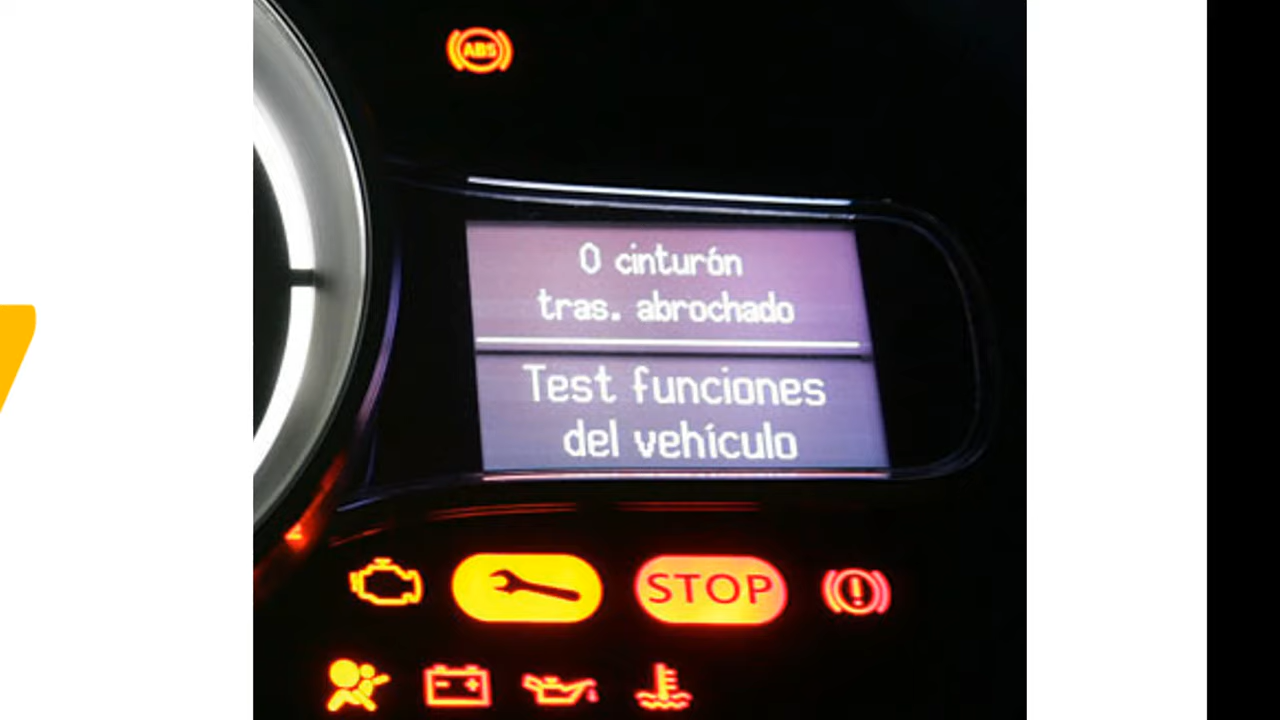 ABS
0 cinturón
tras. abrochado
Test funciones
del vehículo
STOP